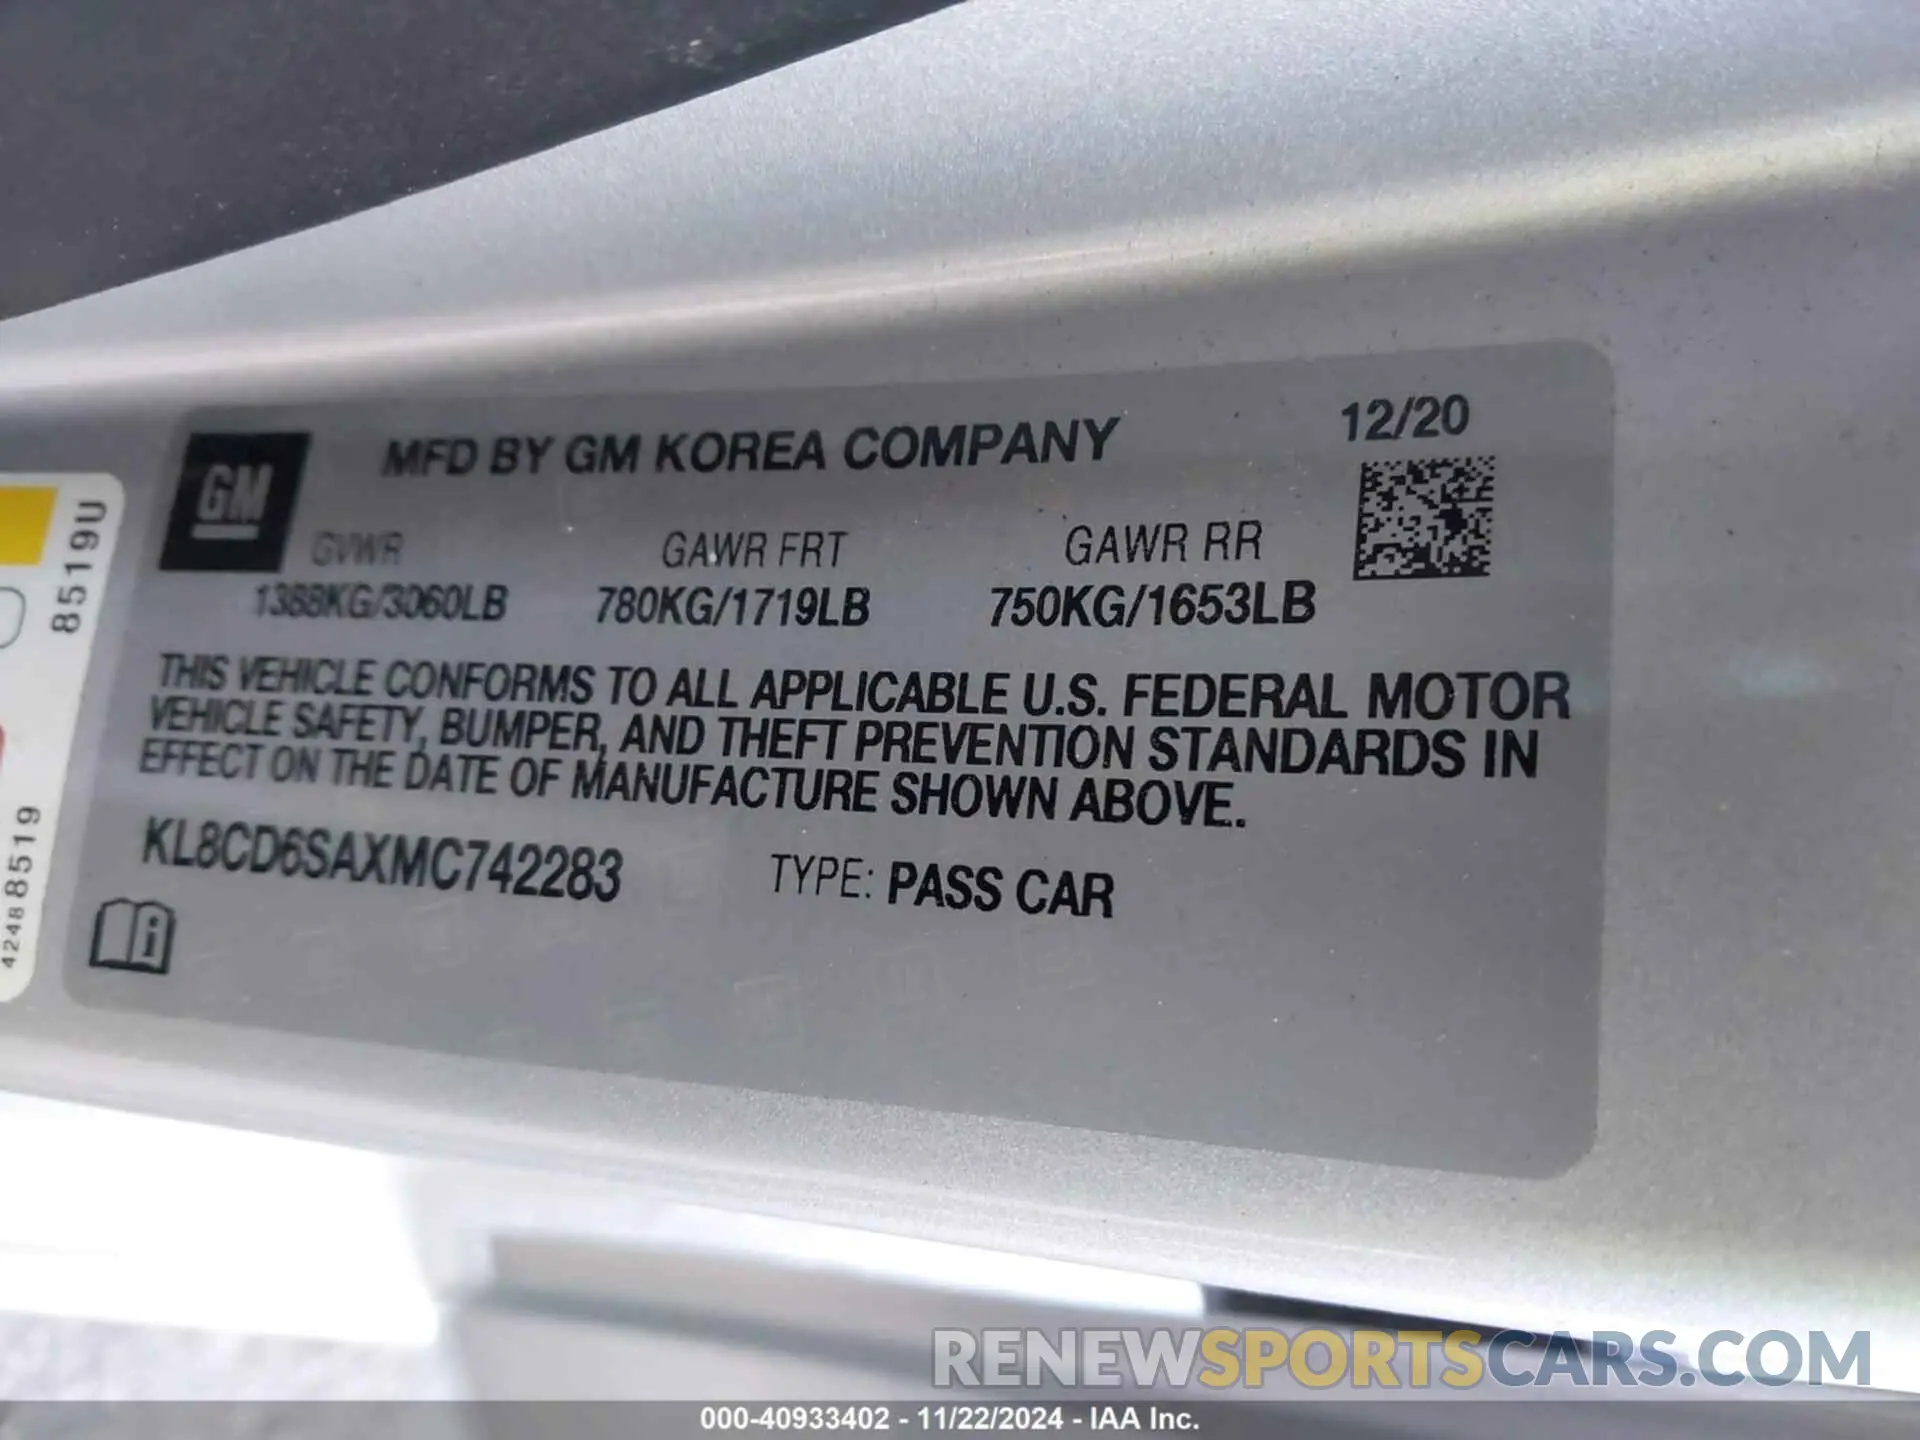 MFD BY GM KOREA COMPANY
12/20
GM
GVWR GAWR FRT GAWR RR
1388KG/3060LB 780KG/1719LB 750KG/1653LB
THIS VEHICLE CONFORMS TO ALL APPLICABLE U.S. FEDERAL MOTOR
VEHICLE SAFETY, BUMPER, AND THEFT PREVENTION STANDARDS IN
EFFECT ON THE DATE OF MANUFACTURE SHOWN ABOVE.
KL8CD6SAXMC742283 TYPE: PASS CAR
8519U
42488519
RENEWSPORTSCARS.COM
000-40933402 - 11/22/2024 - IAA Inc.